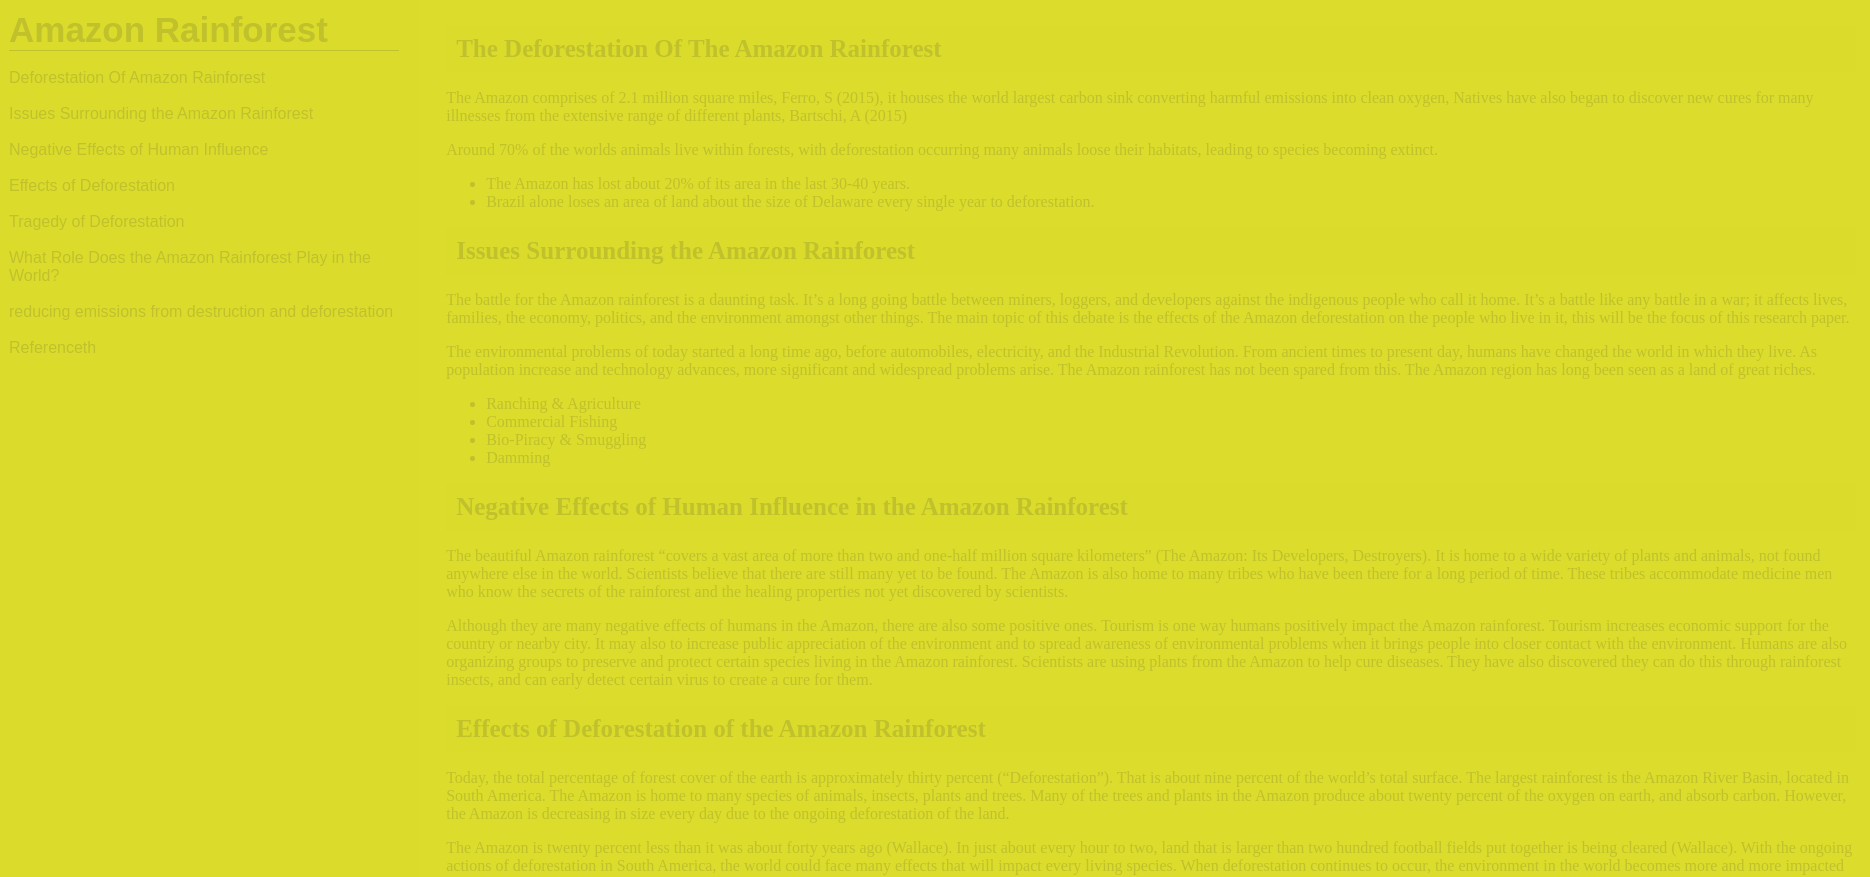 Amazon Rainforest
Deforestation Of Amazon Rainforest
Issues Surrounding the Amazon Rainforest
Negative Effects of Human Influence
Effects of Deforestation
Tragedy of Deforestation
What Role Does the Amazon Rainforest Play in the
World?
reducing emissions from destruction and deforestation
Referenceth
The Deforestation Of The Amazon Rainforest
The Amazon comprises of 2.1 million square miles, Ferro, S (2015), it houses the world largest carbon sink converting harmful emissions into clean oxygen, Natives have also began to discover new cures for many
illnesses from the extensive range of different plants, Bartschi, A (2015)
Around 70% of the worlds animals live within forests, with deforestation occurring many animals loose their habitats, leading to species becoming extinct.
• The Amazon has lost about 20% of its area in the last 30-40 years.
• Brazil alone loses an area of land about the size of Delaware every single year to deforestation.
Issues Surrounding the Amazon Rainforest
The battle for the Amazon rainforest is a daunting task. It’s a long going battle between miners, loggers, and developers against the indigenous people who call it home. It’s a battle like any battle in a war; it affects lives,
families, the economy, politics, and the environment amongst other things. The main topic of this debate is the effects of the Amazon deforestation on the people who live in it, this will be the focus of this research paper.
The environmental problems of today started a long time ago, before automobiles, electricity, and the Industrial Revolution. From ancient times to present day, humans have changed the world in which they live. As
population increase and technology advances, more significant and widespread problems arise. The Amazon rainforest has not been spared from this. The Amazon region has long been seen as a land of great riches.
• Ranching & Agriculture
• Commercial Fishing
• Bio-Piracy & Smuggling
• Damming
Negative Effects of Human Influence in the Amazon Rainforest
The beautiful Amazon rainforest “covers a vast area of more than two and one-half million square kilometers” (The Amazon: Its Developers, Destroyers). It is home to a wide variety of plants and animals, not found
anywhere else in the world. Scientists believe that there are still many yet to be found. The Amazon is also home to many tribes who have been there for a long period of time. These tribes accommodate medicine men
who know the secrets of the rainforest and the healing properties not yet discovered by scientists.
Although they are many negative effects of humans in the Amazon, there are also some positive ones. Tourism is one way humans positively impact the Amazon rainforest. Tourism increases economic support for the
country or nearby city. It may also to increase public appreciation of the environment and to spread awareness of environmental problems when it brings people into closer contact with the environment. Humans are also
organizing groups to preserve and protect certain species living in the Amazon rainforest. Scientists are using plants from the Amazon to help cure diseases. They have also discovered they can do this through rainforest
insects, and can early detect certain virus to create a cure for them.
Effects of Deforestation of the Amazon Rainforest
Today, the total percentage of forest cover of the earth is approximately thirty percent (“Deforestation”). That is about nine percent of the world’s total surface. The largest rainforest is the Amazon River Basin, located in
South America. The Amazon is home to many species of animals, insects, plants and trees. Many of the trees and plants in the Amazon produce about twenty percent of the oxygen on earth, and absorb carbon. However,
the Amazon is decreasing in size every day due to the ongoing deforestation of the land.
The Amazon is twenty percent less than it was about forty years ago (Wallace). In just about every hour to two, land that is larger than two hundred football fields put together is being cleared (Wallace). With the ongoing
actions of deforestation in South America, the world could face many effects that will impact every living species. When deforestation continues to occur, the environment in the world becomes more and more impacted